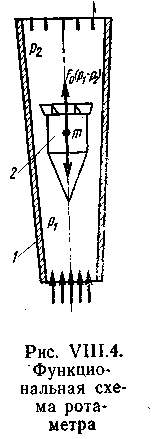 p₂
f₀(p₁-p₂)
m
2
p₁
1
Рис. VIII.4.
Функцио-
нальная схе-
ма рота-
метра